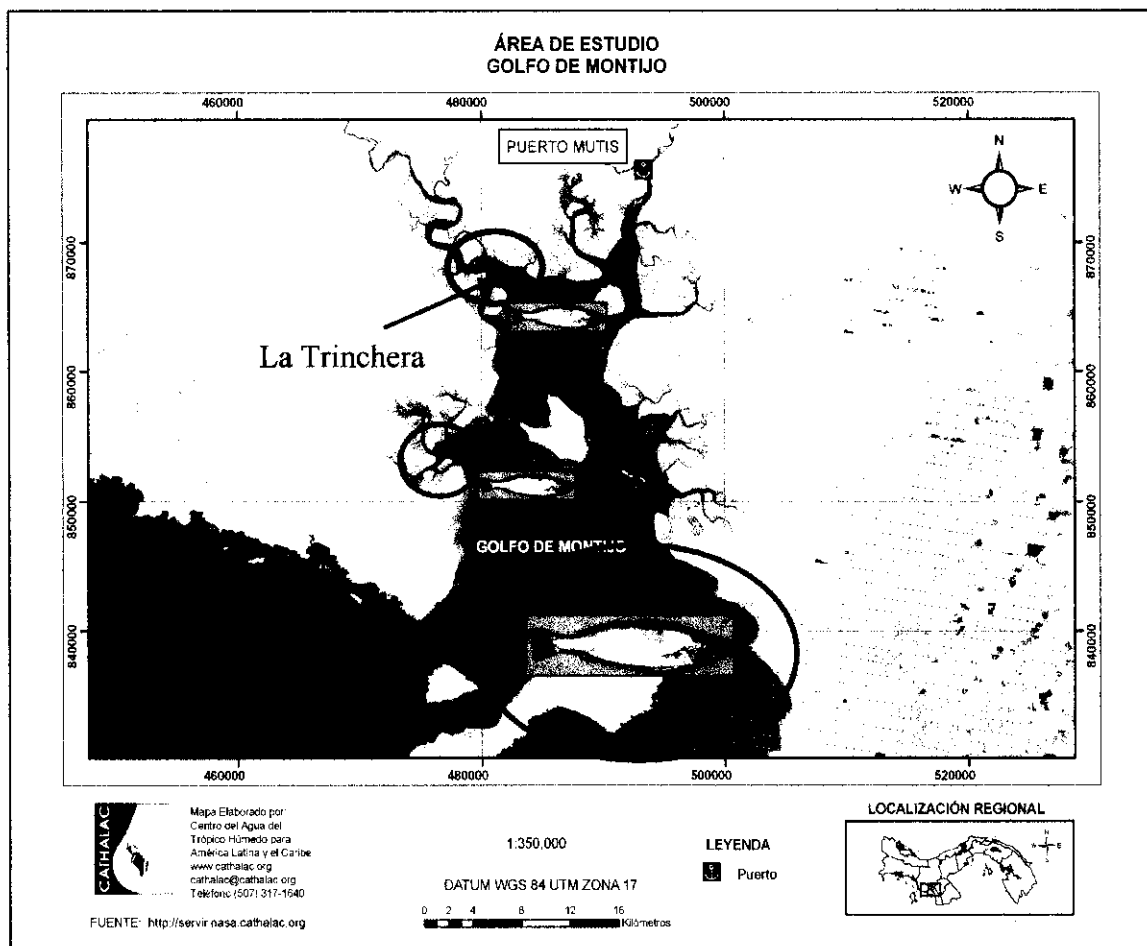 ÁREA DE ESTUDIO
GOLFO DE MONTIJO
460000 480000 500000 520000
PUERTO MUTIS
N
W E
S
870000 870000
La Trinchera
860000 860000
850000 850000
GOLFO DE MONTIJO
840000 840000
460000 480000 500000 520000
CATHALAC
Mapa Elaborado por:
Centro del Agua del
Trópico Húmedo para
América Latina y el Caribe
www.cathalac.org
cathalac@cathalac.org
Teléfono (507) 317-1640
FUENTE: http://servir.nasa.cathalac.org
1:350,000
DATUM WGS 84 UTM ZONA 17
0 2 4 8 12 16
Kilómetros
LEYENDA
Puerto
LOCALIZACIÓN REGIONAL